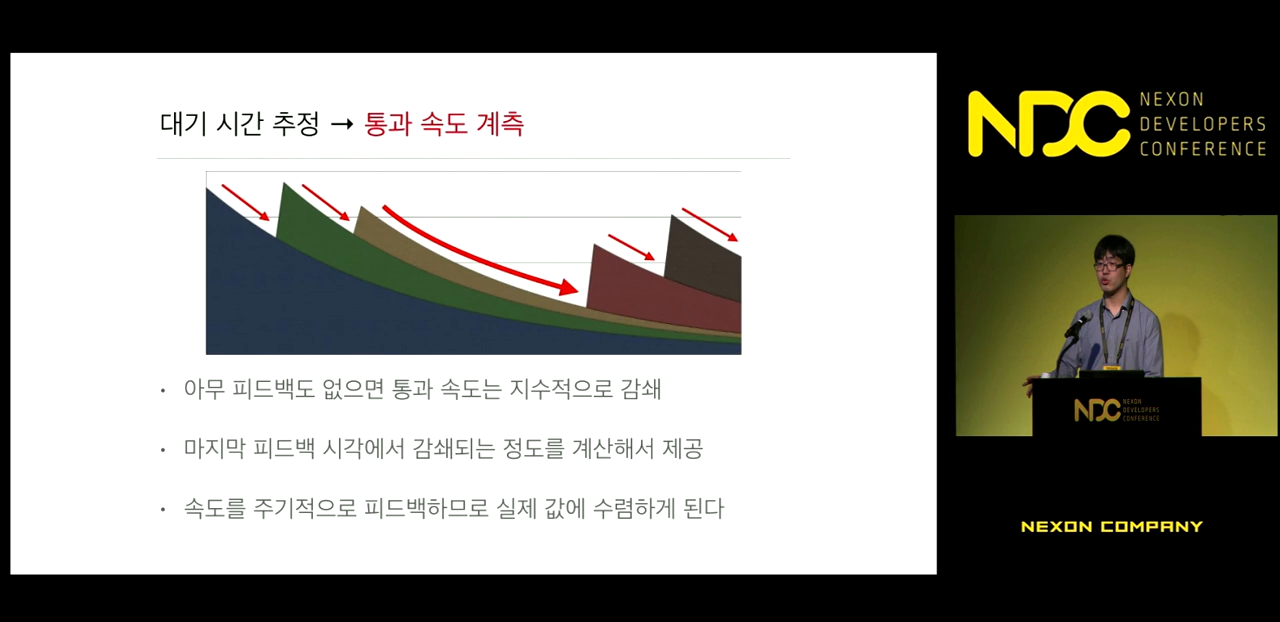 대기 시간 추정 → 통과 속도 계측
• 아무 피드백도 없으면 통과 속도는 지수적으로 감쇄
• 마지막 피드백 시각에서 감쇄되는 정도를 계산해서 제공
• 속도를 주기적으로 피드백하므로 실제 값에 수렴하게 된다
NDC NEXON
DEVELOPERS
CONFERENCE
NDC NEXON
DEVELOPERS
CONFERENCE
NEXON COMPANY